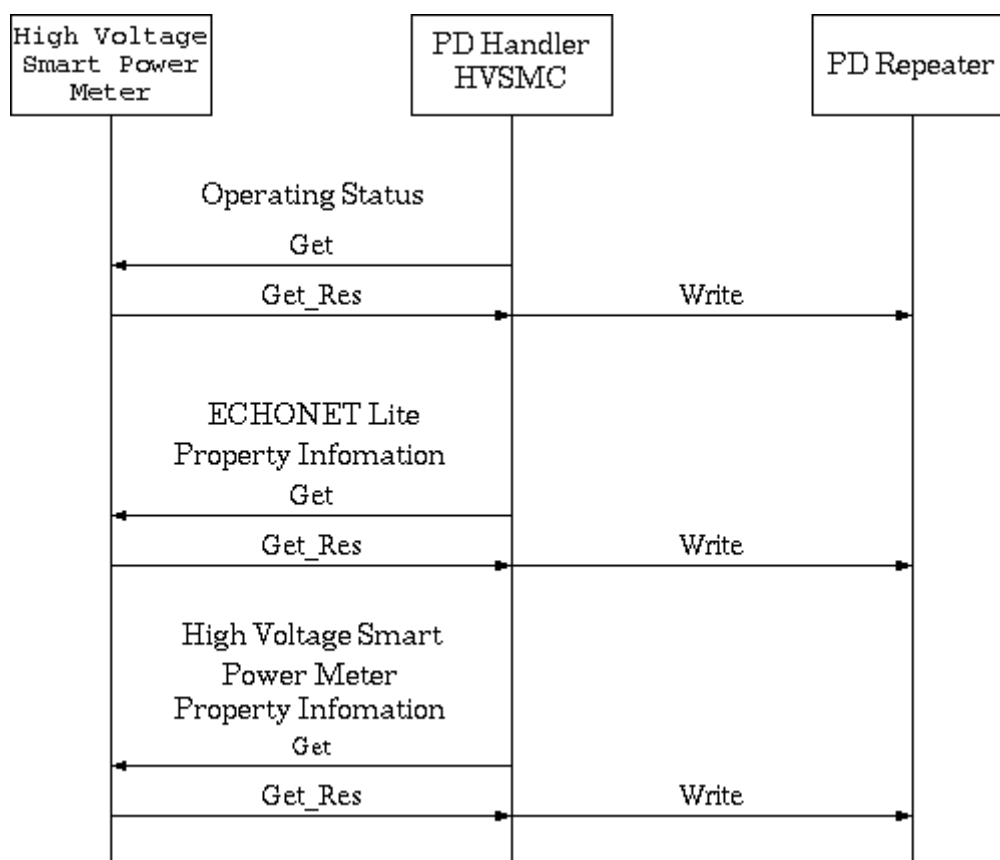 High Voltage
Smart Power
Meter
PD Handler
HVSMC
PD Repeater
Operating Status
Get
Get_Res
Write
ECHONET Lite
Property Infomation
Get
Get_Res
Write
High Voltage Smart
Power Meter
Property Infomation
Get
Get_Res
Write